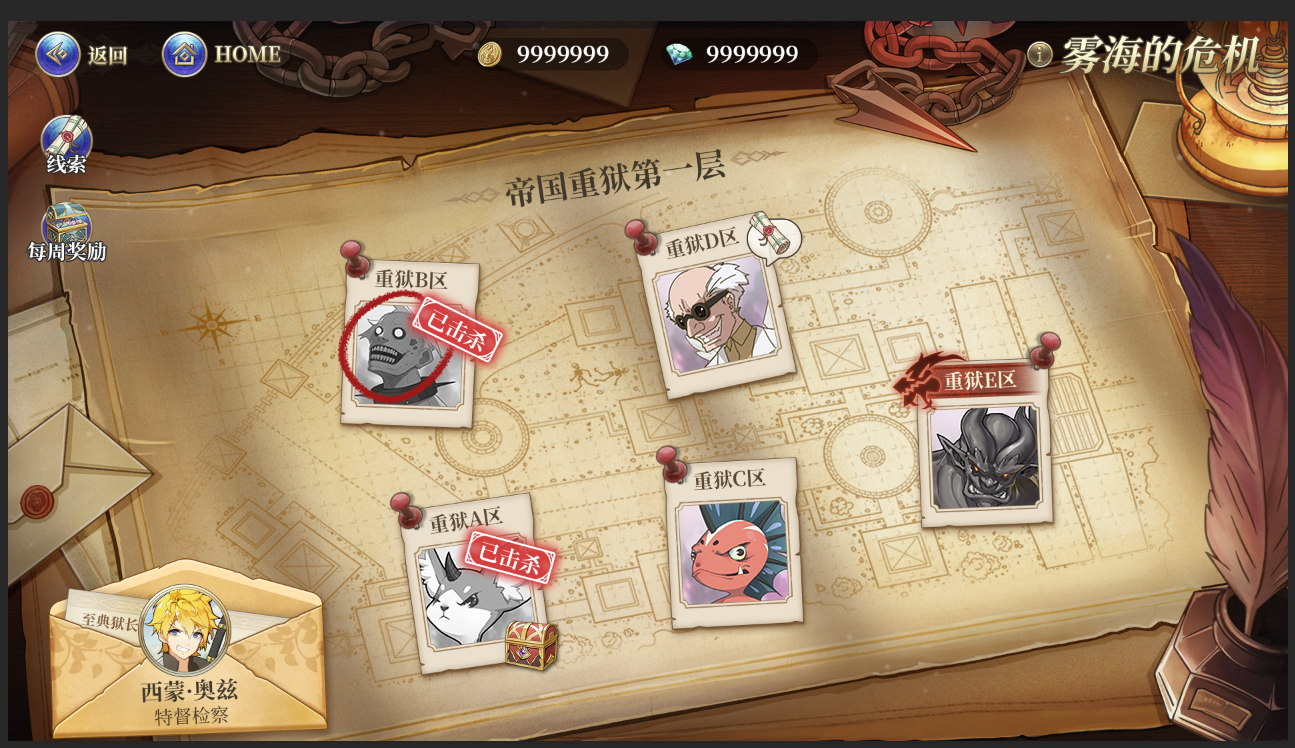 返回
HOME
9999999
9999999
雾海的危机
线索
每周奖励
帝国重狱第一层
重狱B区
已击杀
重狱D区
重狱E区
重狱A区
已击杀
重狱C区
至典狱长
西蒙·奥兹
特督检察